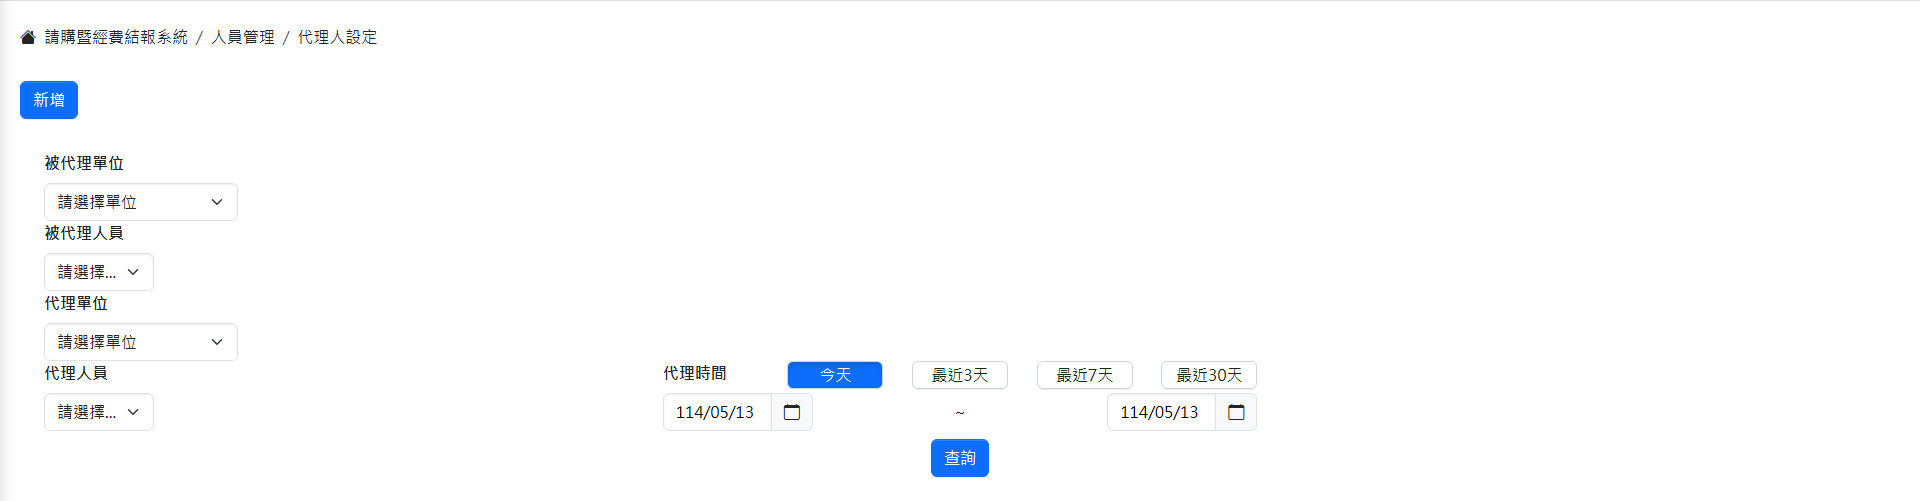 請購暨經費結報系統 / 人員管理 / 代理人設定
新增
被代理單位
請選擇單位
被代理人員
請選擇...
代理單位
請選擇單位
代理人員
請選擇...
代理時間 今天 最近3天 最近7天 最近30天
114/05/13 ~ 114/05/13
查詢